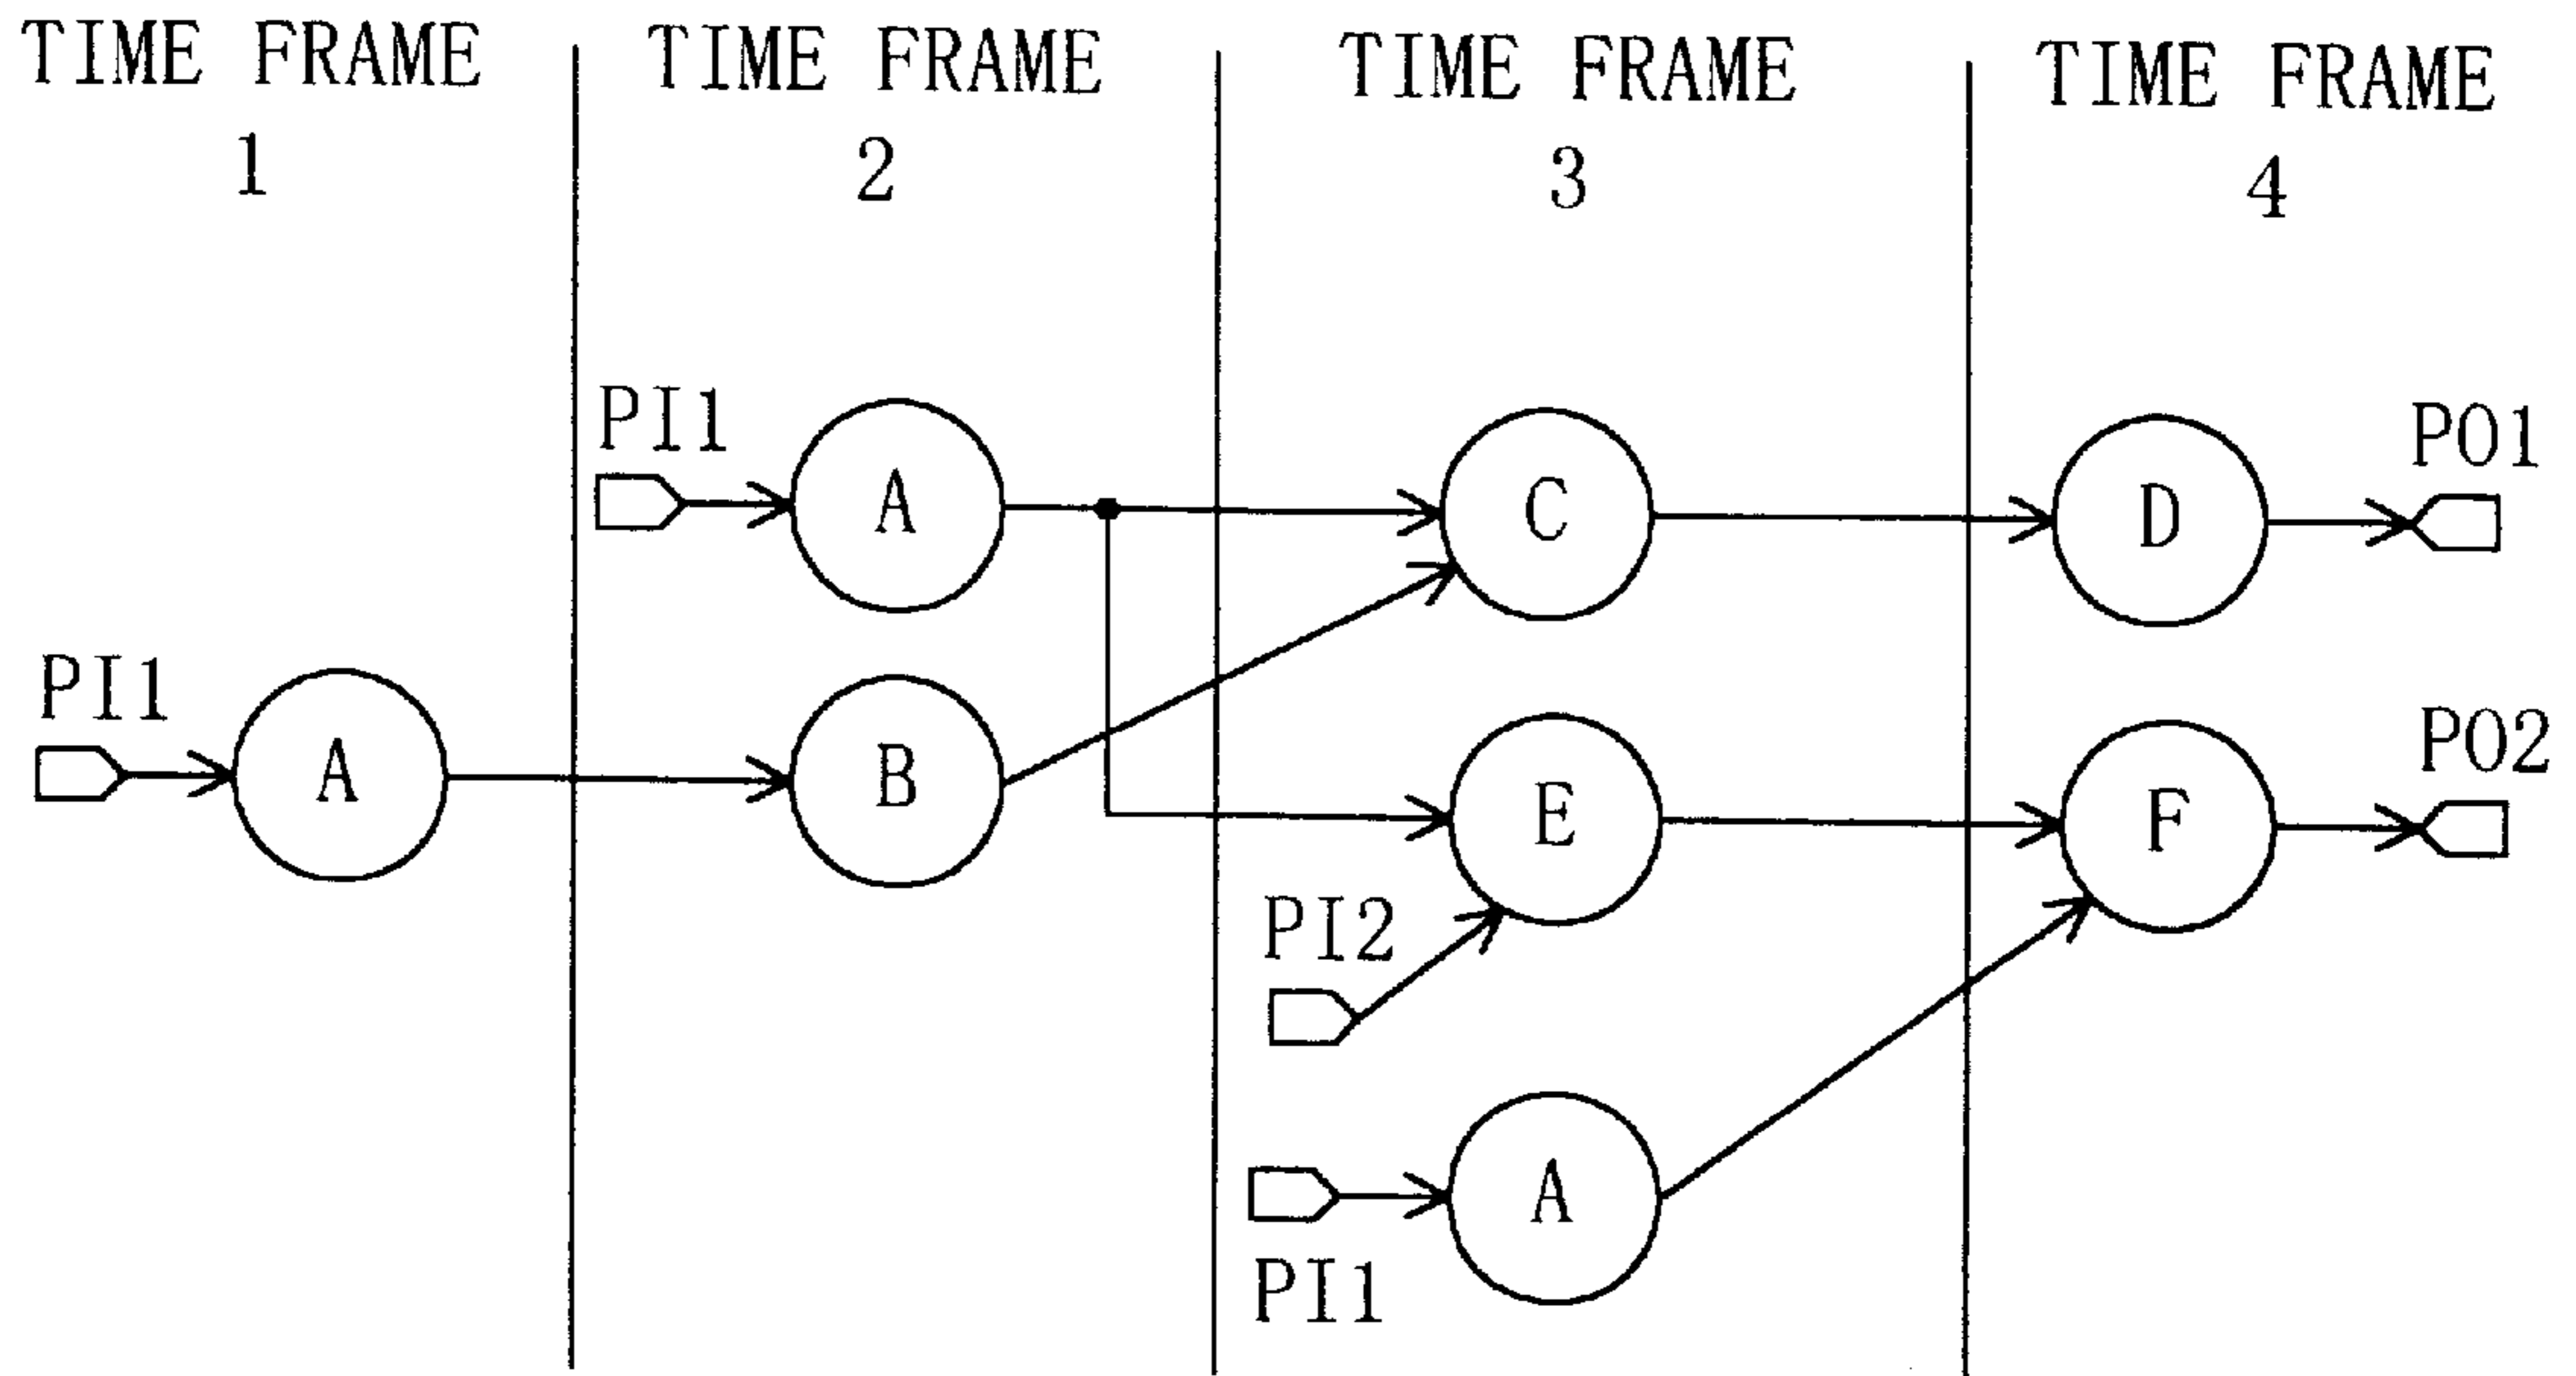 TIME FRAME 1
TIME FRAME 2
TIME FRAME 3
TIME FRAME 4
PI1
A
C
D
PO1
PI1
A
B
E
F
PO2
PI2
A
PI1